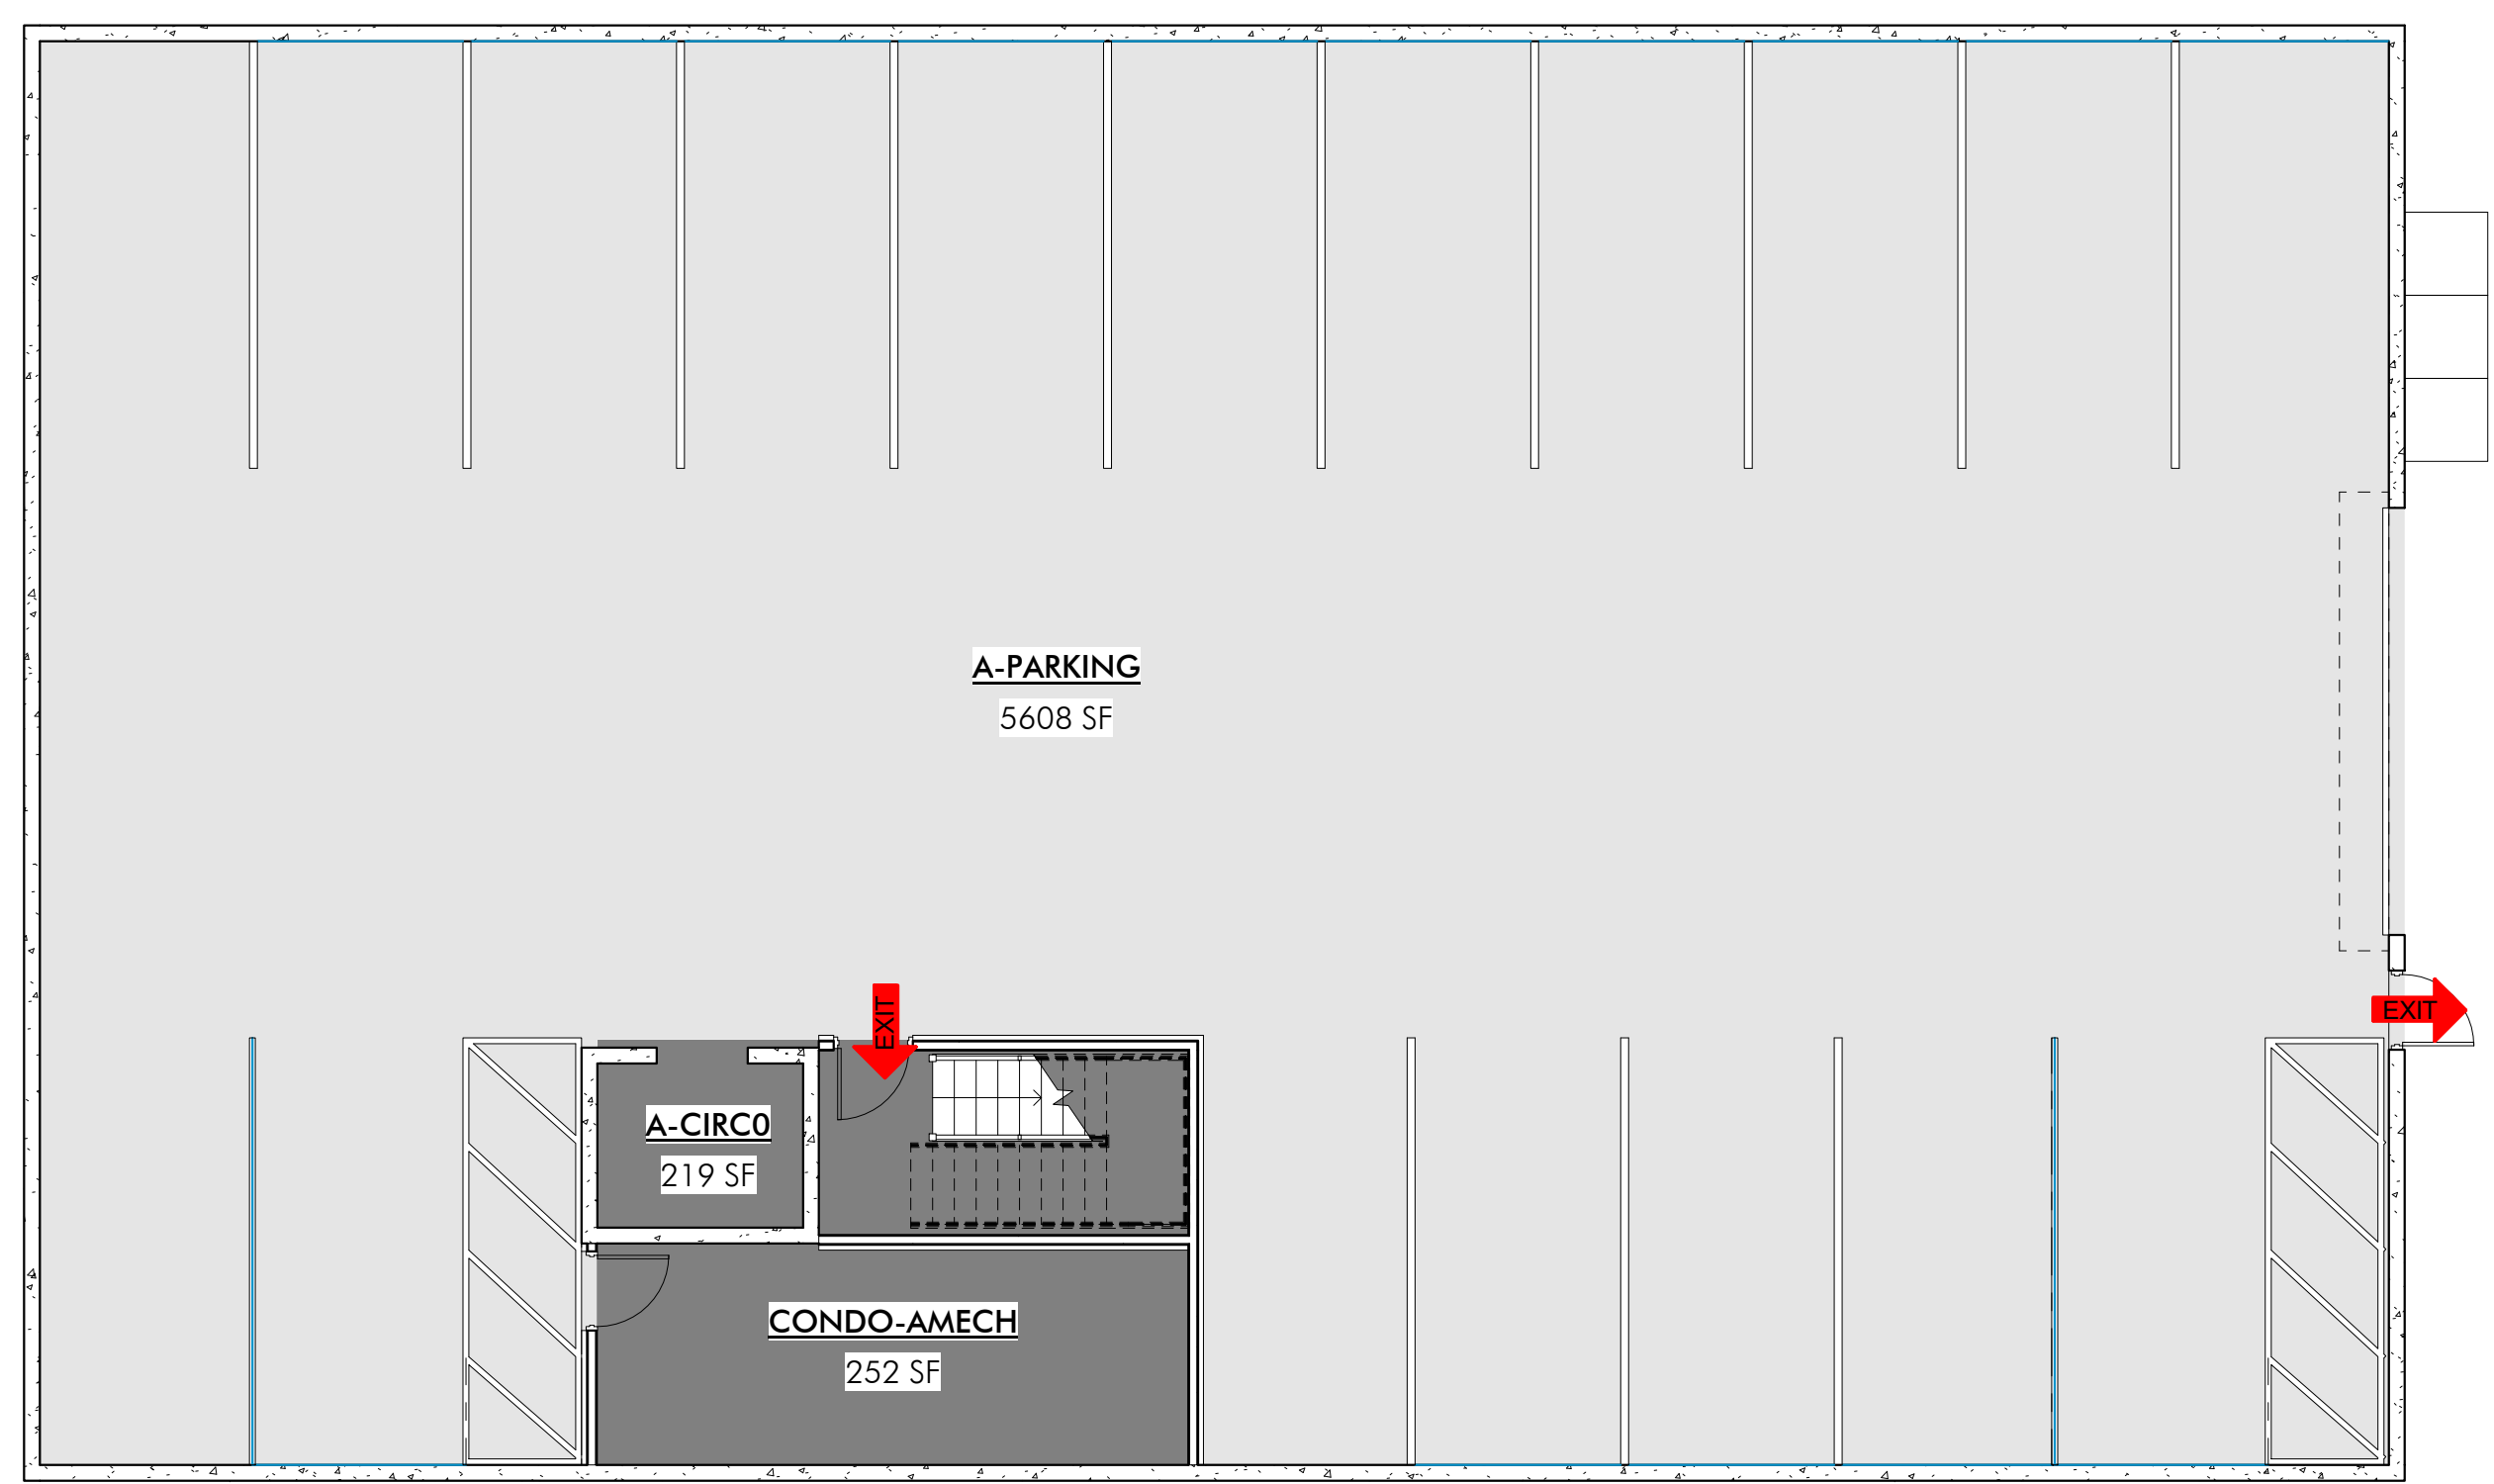 A-PARKING
5608 SF
EXIT
EXIT
A-CIRC0
219 SF
CONDO-AMECH
252 SF